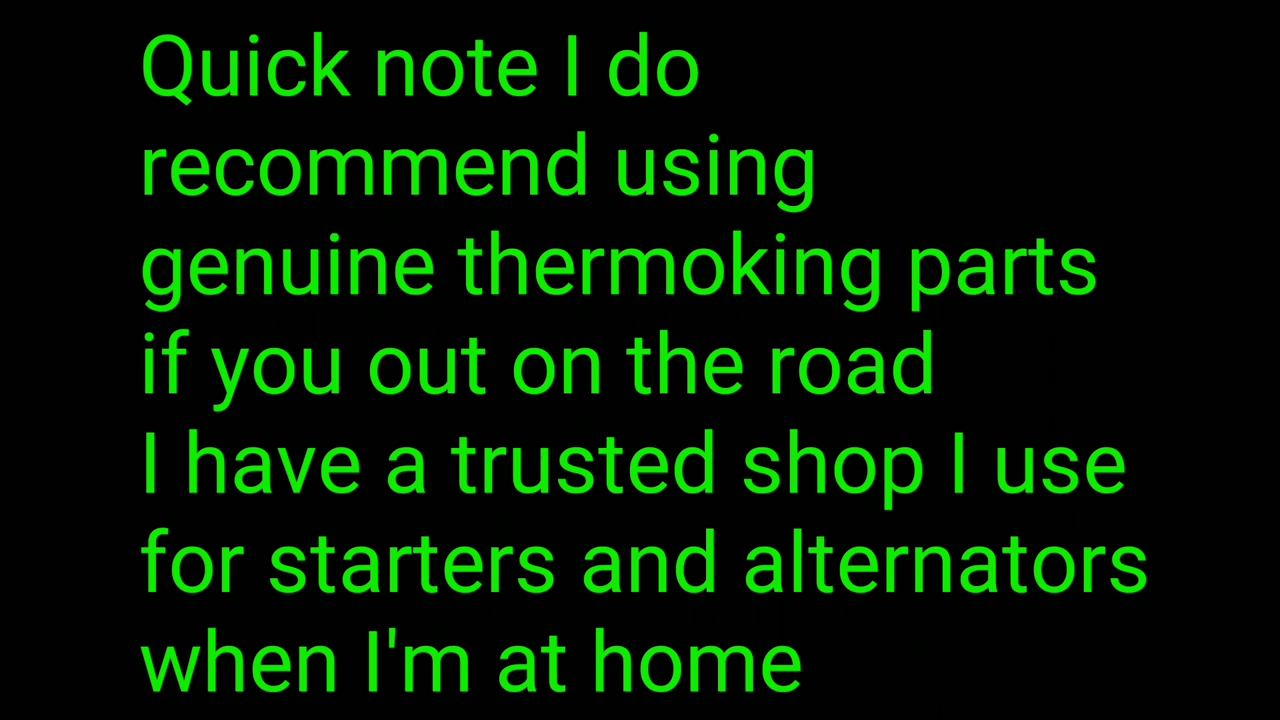 Quick note I do
recommend using
genuine thermoking parts
if you out on the road
I have a trusted shop I use
for starters and alternators
when I'm at home